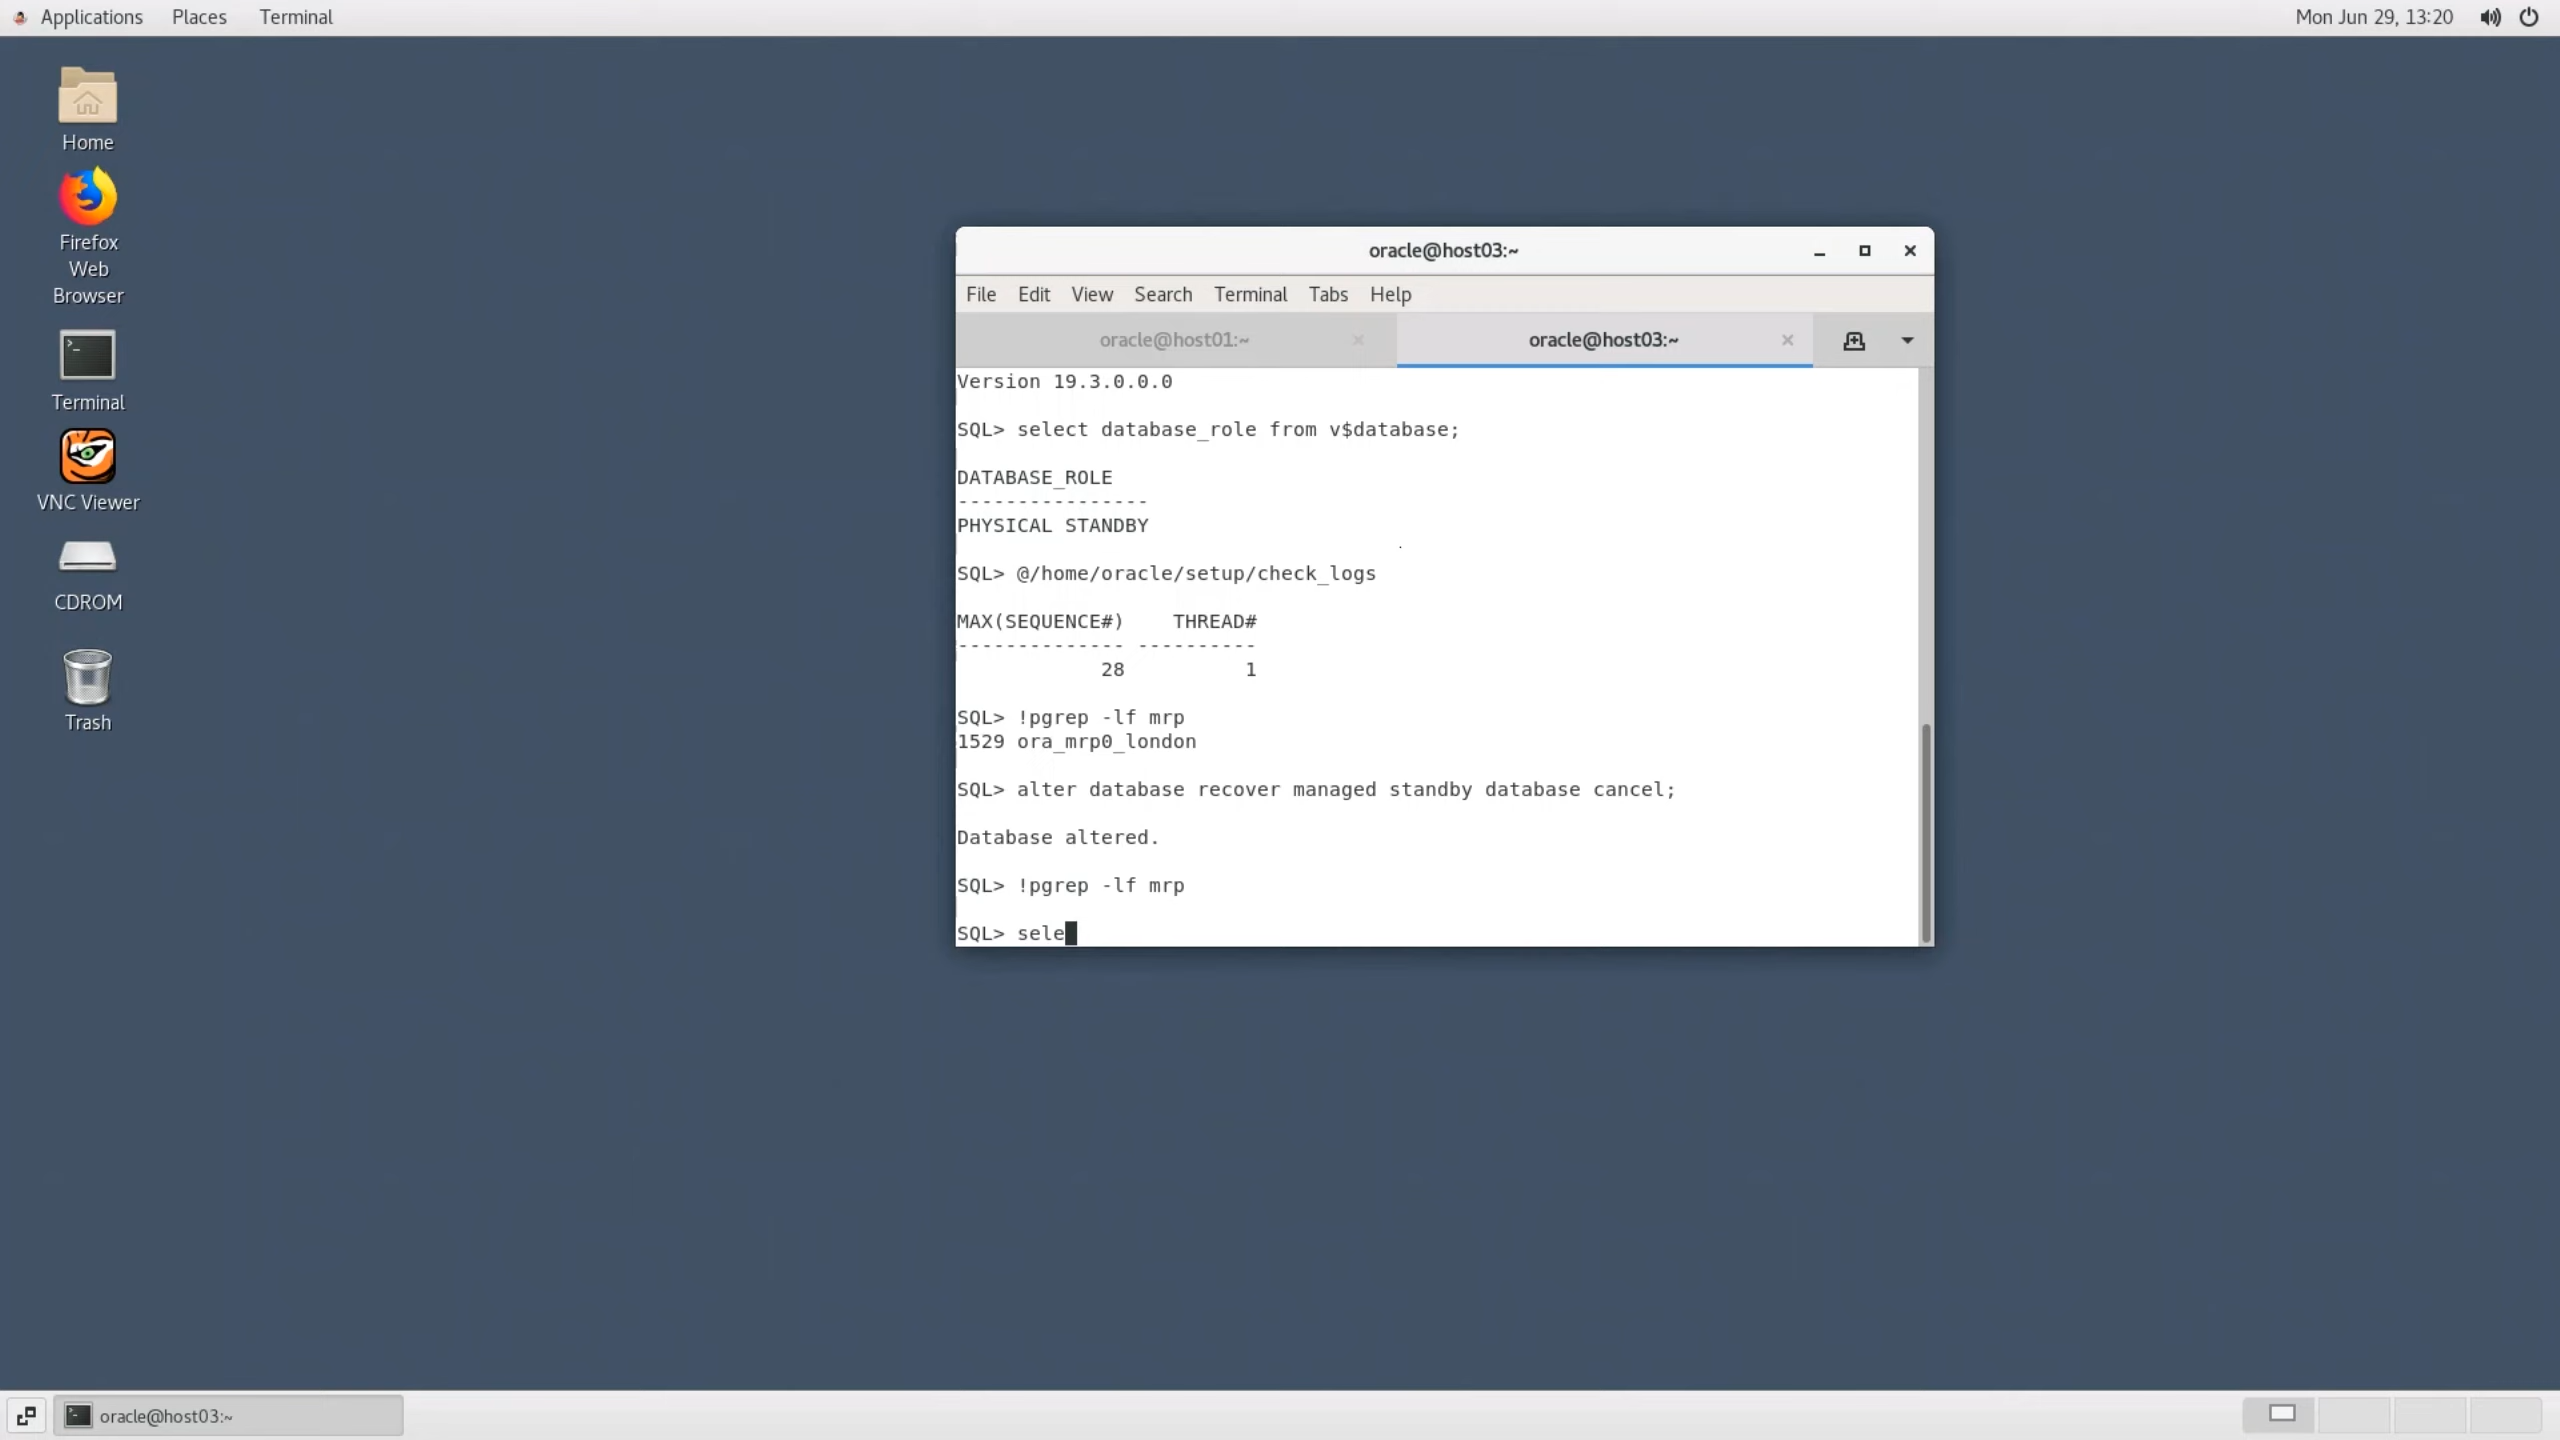 Applications Places Terminal Mon Jun 29, 13:20
Home
Firefox
Web
Browser
Terminal
VNC Viewer
CDROM
Trash
oracle@host03:~
File Edit View Search Terminal Tabs Help
oracle@host01:~ oracle@host03:~
Version 19.3.0.0.0
SQL> select database_role from v$database;
DATABASE_ROLE
----------------
PHYSICAL STANDBY
SQL> @/home/oracle/setup/check_logs
MAX(SEQUENCE#)    THREAD#
-------------- ----------
            28          1
SQL> !pgrep -lf mrp
1529 ora_mrp0_london
SQL> alter database recover managed standby database cancel;
Database altered.
SQL> !pgrep -lf mrp
SQL> sele
oracle@host03:~